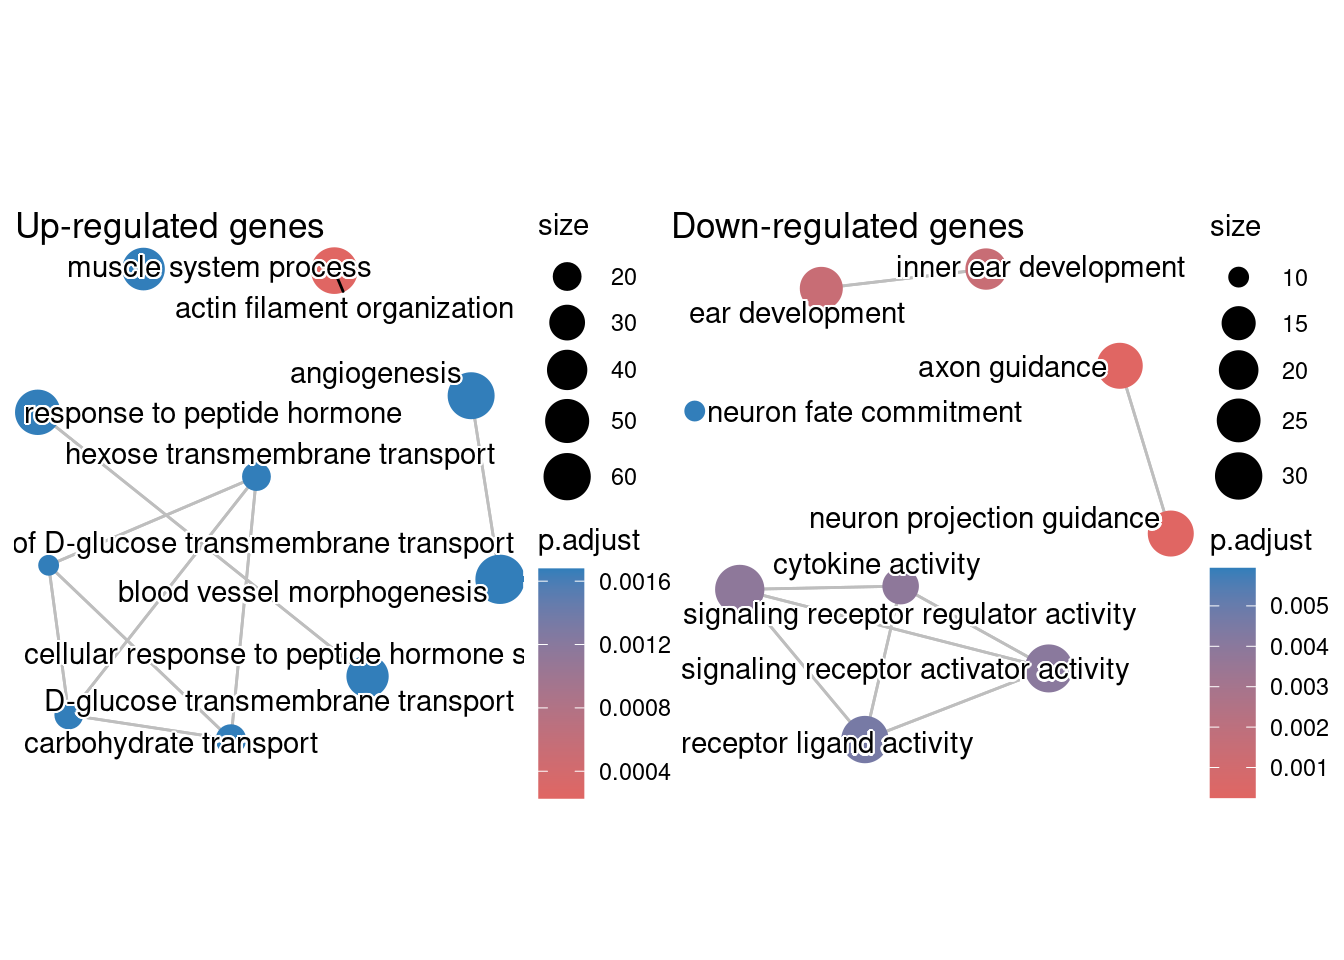 Up-regulated genes
muscle system process
actin filament organization
angiogenesis
response to peptide hormone
hexose transmembrane transport
of D-glucose transmembrane transport
blood vessel morphogenesis
cellular response to peptide hormone s
D-glucose transmembrane transport
carbohydrate transport
size
20
30
40
50
60
p.adjust
0.0016
0.0012
0.0008
0.0004
Down-regulated genes
inner ear development
ear development
axon guidance
neuron fate commitment
neuron projection guidance
cytokine activity
signaling receptor regulator activity
signaling receptor activator activity
receptor ligand activity
size
10
15
20
25
30
p.adjust
0.005
0.004
0.003
0.002
0.001